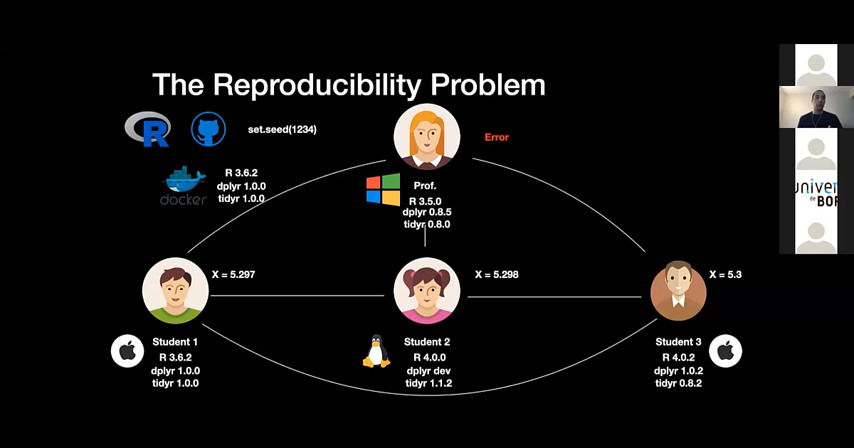 The Reproducibility Problem
R
set.seed(1234)
Error
docker
R 3.6.2
dplyr 1.0.0
tidyr 1.0.0
Prof.
R 3.5.0
dplyr 0.8.5
tidyr 0.8.0
X = 5.297
X = 5.298
X = 5.3
Student 1
R 3.6.2
dplyr 1.0.0
tidyr 1.0.0
Student 2
R 4.0.0
dplyr dev
tidyr 1.1.2
Student 3
R 4.0.2
dplyr 1.0.2
tidyr 0.8.2
univer
de BOR